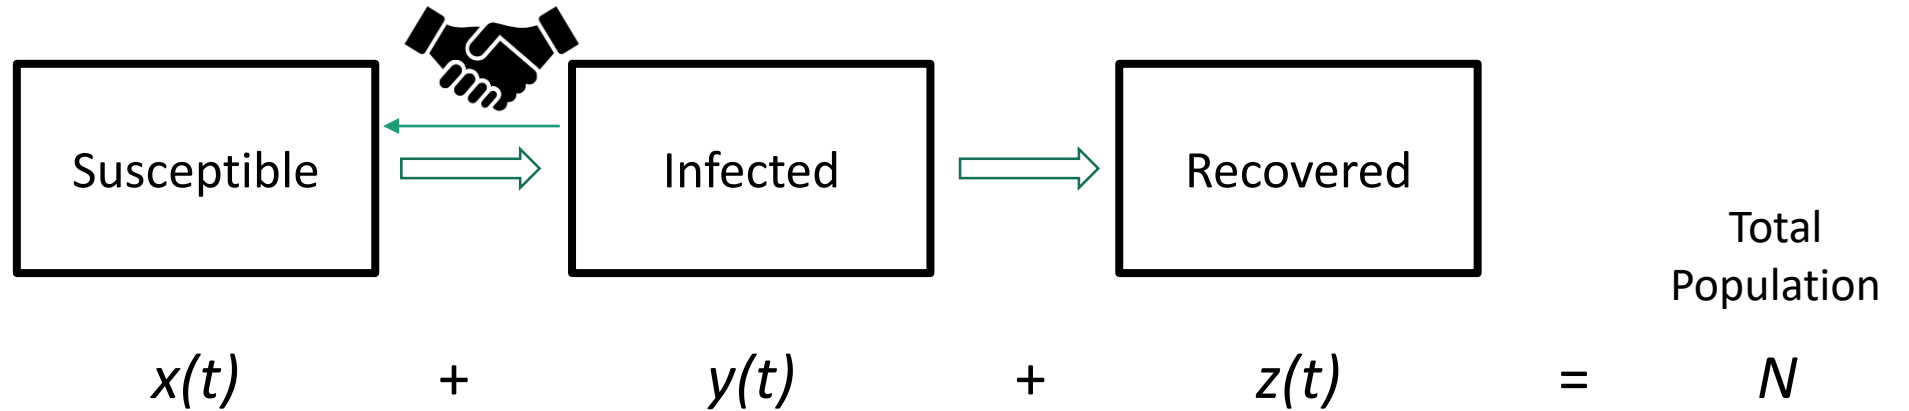 Susceptible
Infected
Recovered
Total
Population
x(t) + y(t) + z(t) = N